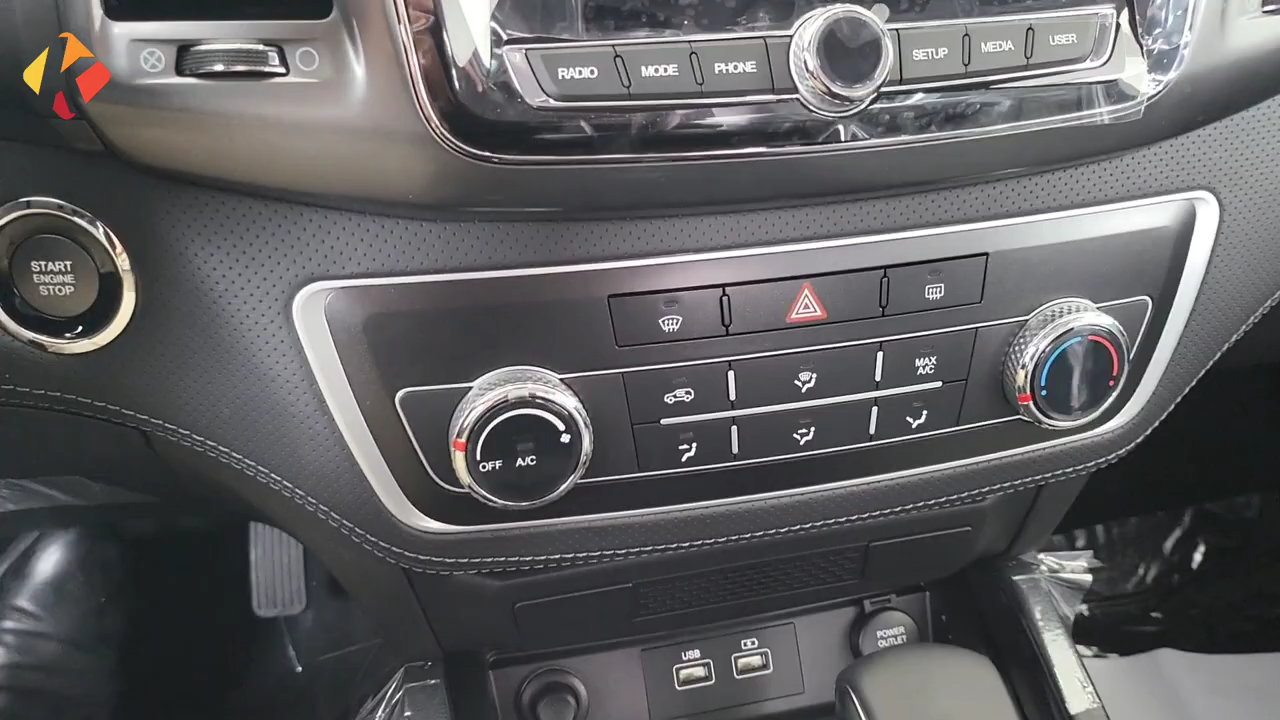 RADIO MODE PHONE SETUP MEDIA USER
START
ENGINE
STOP
MAX
A/C
OFF A/C
USB
POWER
OUTLET